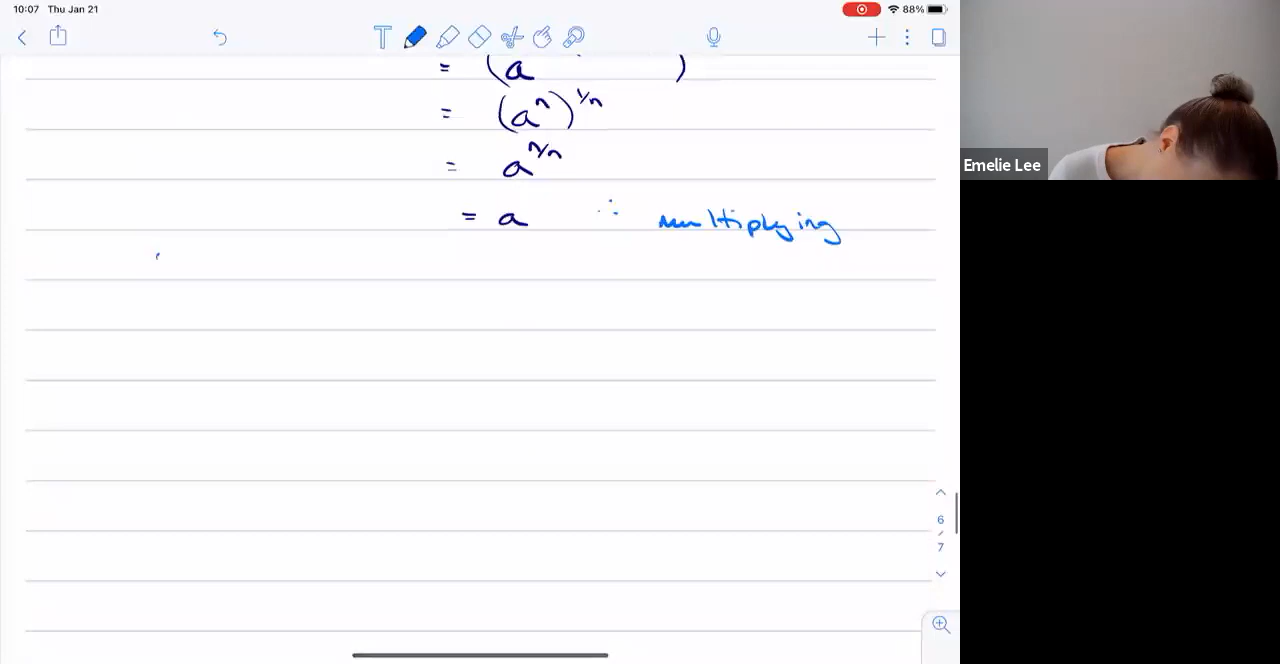 10:07 Thu Jan 21 88%
= (a )
= (aⁿ)^1/n
= a^n/n
= a ∴ multiplying
Emelie Lee
6
7